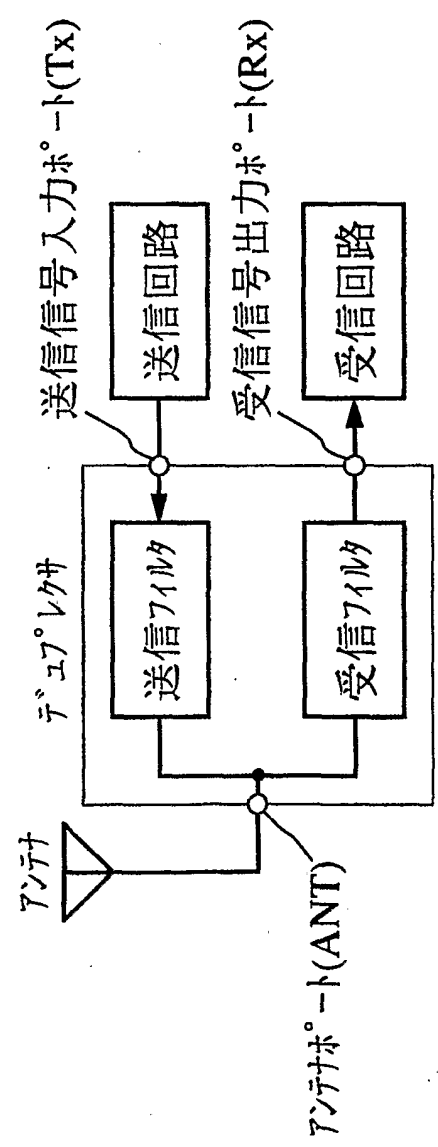 アンテナ
デュプレクサ
送信信号入力ポート(Tx)
送信フィルタ
送信回路
アンテナポート(ANT)
受信信号出力ポート(Rx)
受信フィルタ
受信回路